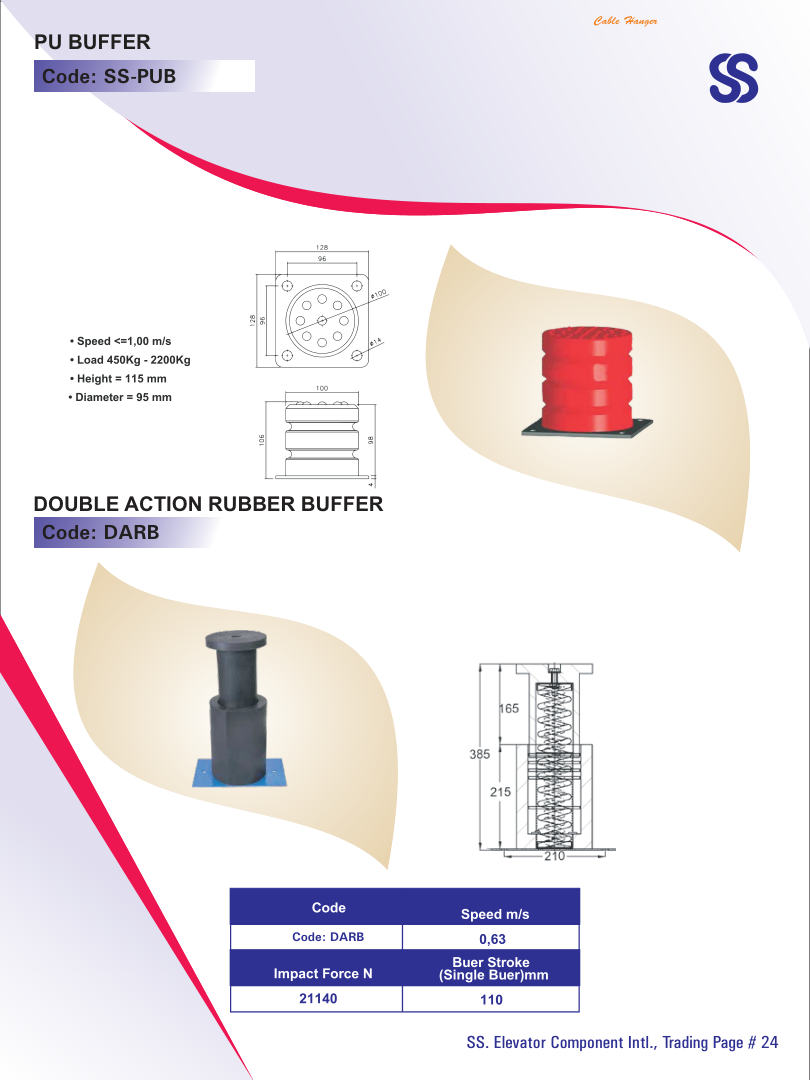 Cable Hanger
PU BUFFER
Code: SS-PUB
SS
128
96
128
96
ø100
ø14
• Speed <=1,00 m/s
• Load 450Kg - 2200Kg
• Height = 115 mm
• Diameter = 95 mm
100
106
98
4
DOUBLE ACTION RUBBER BUFFER
Code: DARB
165
385
215
210
Code
Speed m/s
Code: DARB
0,63
Impact Force N
Buer Stroke
(Single Buer)mm
21140
110
SS. Elevator Component Intl., Trading Page # 24